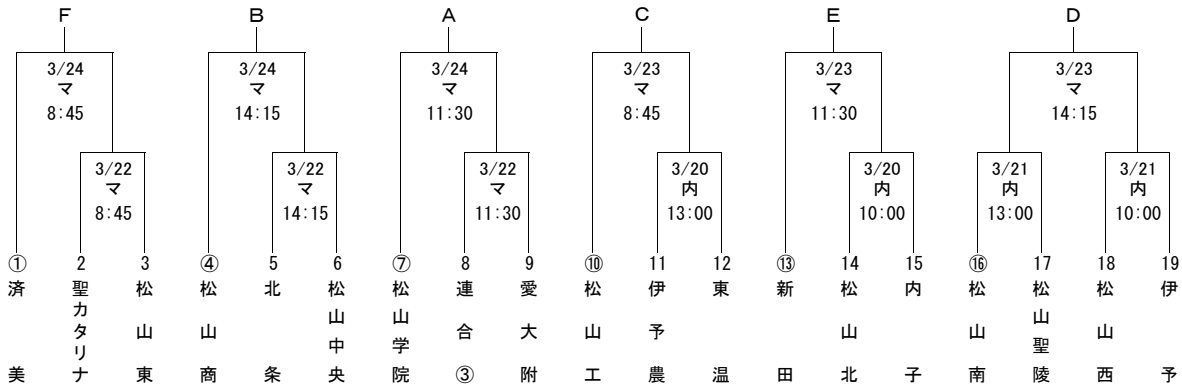 F B A C E D
3/24 3/24 3/24 3/23 3/23 3/23
マ マ マ マ マ マ
8:45 14:15 11:30 8:45 11:30 14:15
3/22 3/22 3/22 3/20 3/20 3/21 3/21
マ マ マ 内 内 内 内
8:45 14:15 11:30 13:00 10:00 13:00 10:00
① 2 3 ④ 5 6 ⑦ 8 9 ⑩ 11 12 ⑬ 14 15 ⑯ 17 18 19
済美
聖カタリナ
松山東
松山商
北条
松山中央
松山学院
連合③
愛大附
松山工
伊予農
東温
新田
松山北
内子
松山南
松山聖陵
松山西
伊予